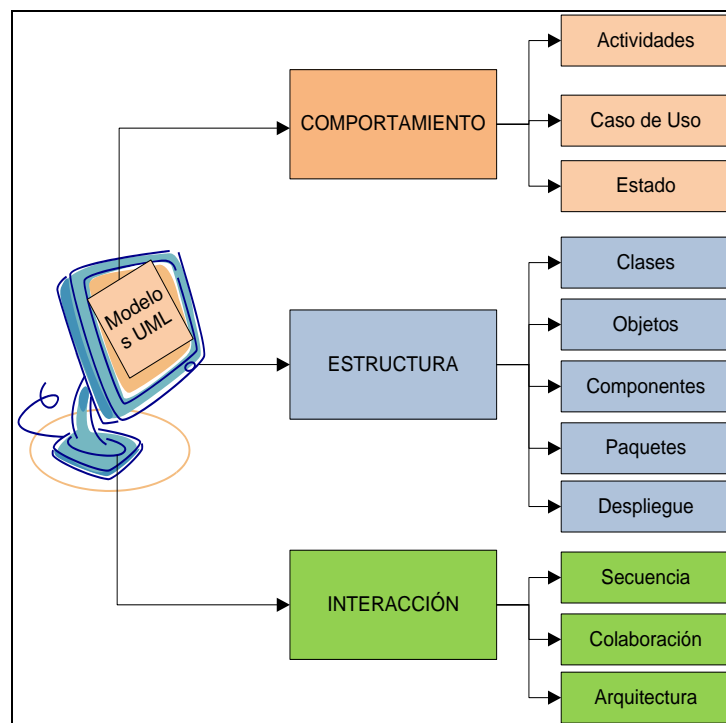 Modelo
s UML
COMPORTAMIENTO
Actividades
Caso de Uso
Estado
ESTRUCTURA
Clases
Objetos
Componentes
Paquetes
Despliegue
INTERACCIÓN
Secuencia
Colaboración
Arquitectura